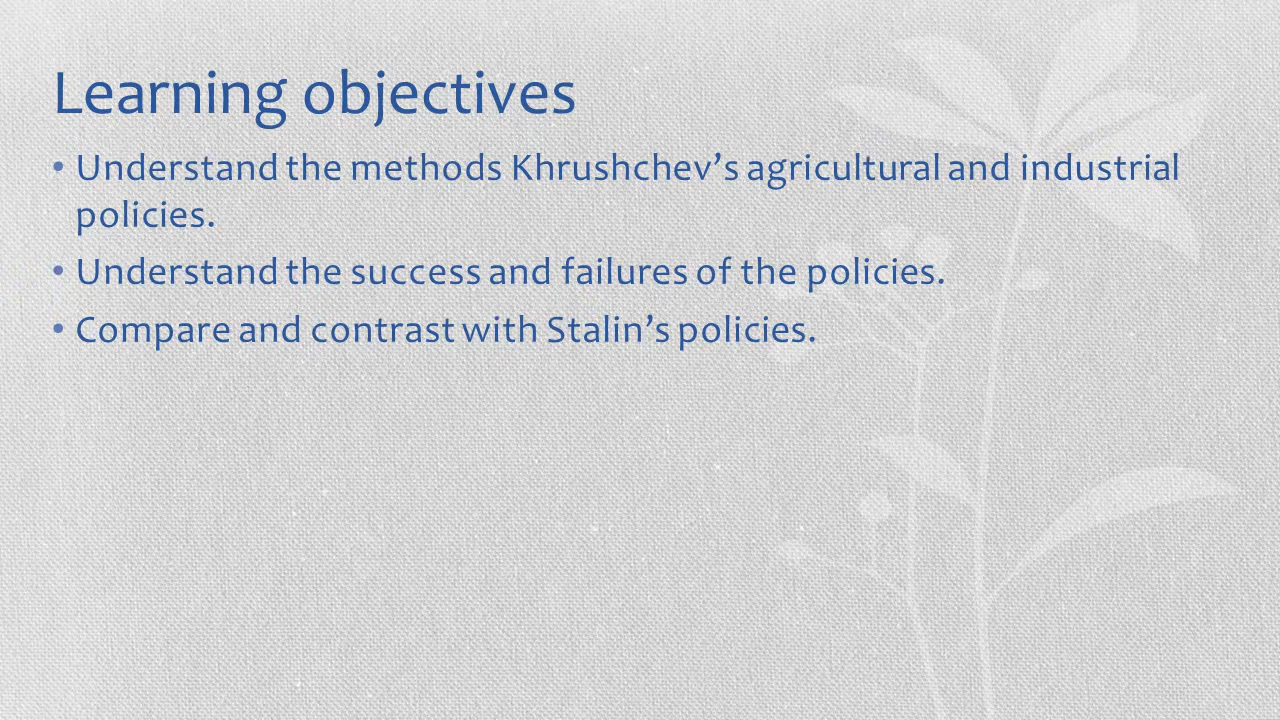 Learning objectives
• Understand the methods Khrushchev’s agricultural and industrial
policies.
• Understand the success and failures of the policies.
• Compare and contrast with Stalin’s policies.